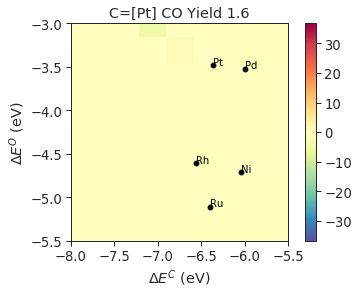 C=[Pt] CO Yield 1.6
−3.0
−3.5
−4.0
−4.5
−5.0
−5.5
ΔE^O (eV)
Pt
Pd
Rh
Ni
Ru
−8.0 −7.5 −7.0 −6.5 −6.0 −5.5
ΔE^C (eV)
30
20
10
0
−10
−20
−30